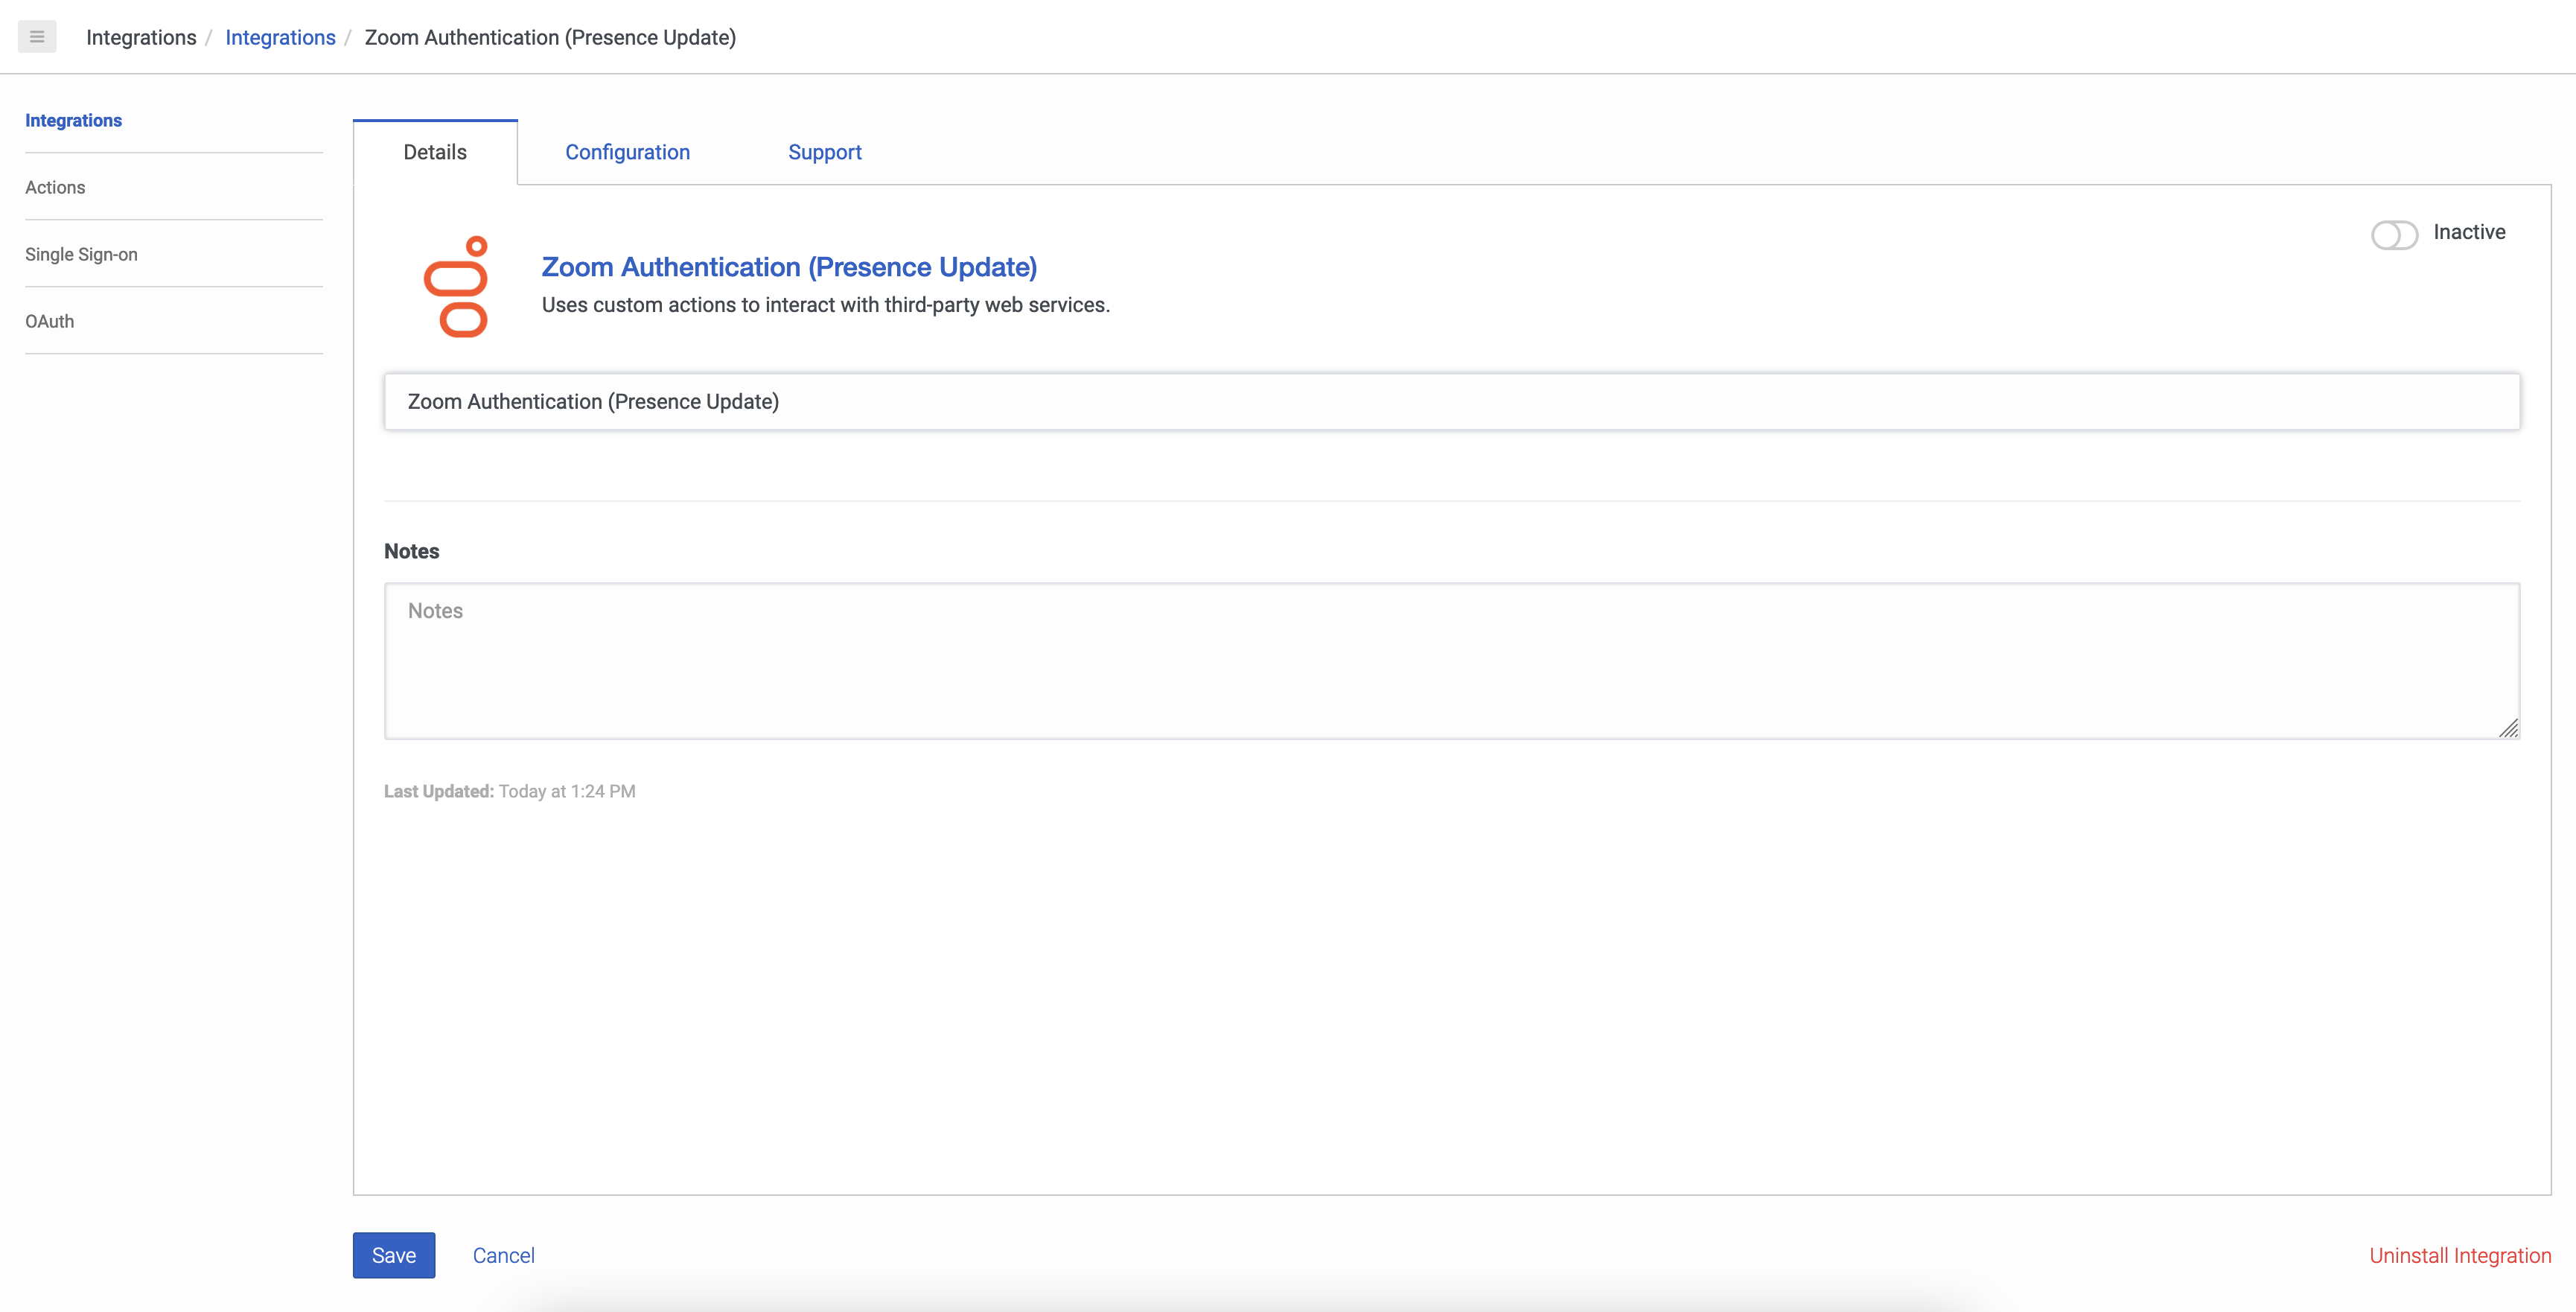 Integrations / Integrations / Zoom Authentication (Presence Update)
Integrations
Actions
Single Sign-on
OAuth
Details Configuration Support
Inactive
Zoom Authentication (Presence Update)
Uses custom actions to interact with third-party web services.
Zoom Authentication (Presence Update)
Notes
Notes
Last Updated: Today at 1:24 PM
Save Cancel Uninstall Integration